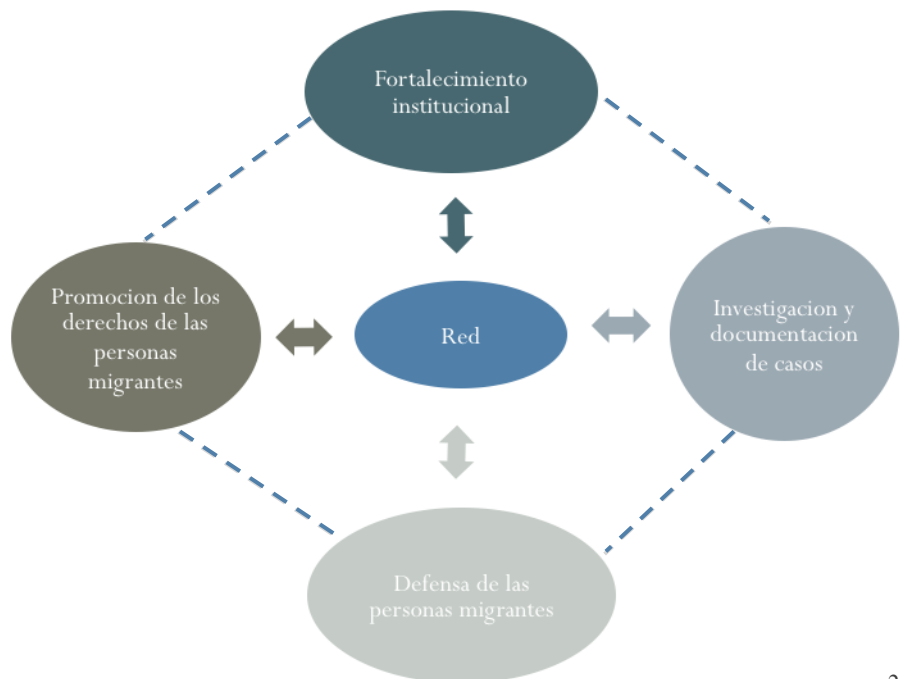 Fortalecimiento
institucional
Promocion de los
derechos de las
personas
migrantes
Red
Investigacion y
documentacion
de casos
Defensa de las
personas migrantes